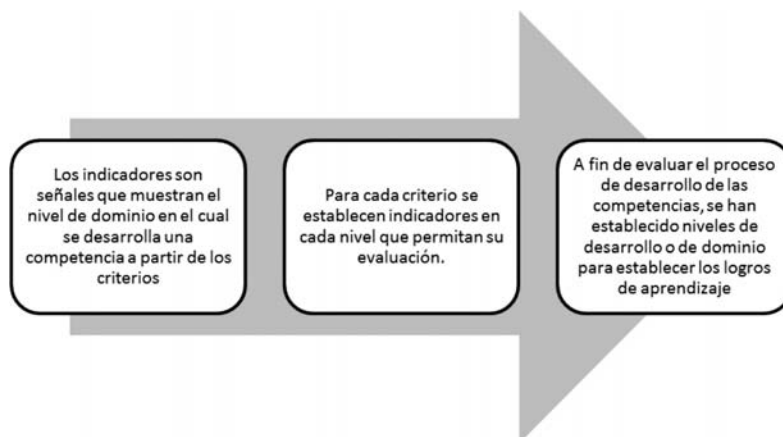 Los indicadores son
señales que muestran el
nivel de dominio en el cual
se desarrolla una
competencia a partir de los
criterios
Para cada criterio se
establecen indicadores en
cada nivel que permitan su
evaluación.
A fin de evaluar el proceso
de desarrollo de las
competencias, se han
establecido niveles de
desarrollo o de dominio
para establecer los logros
de aprendizaje